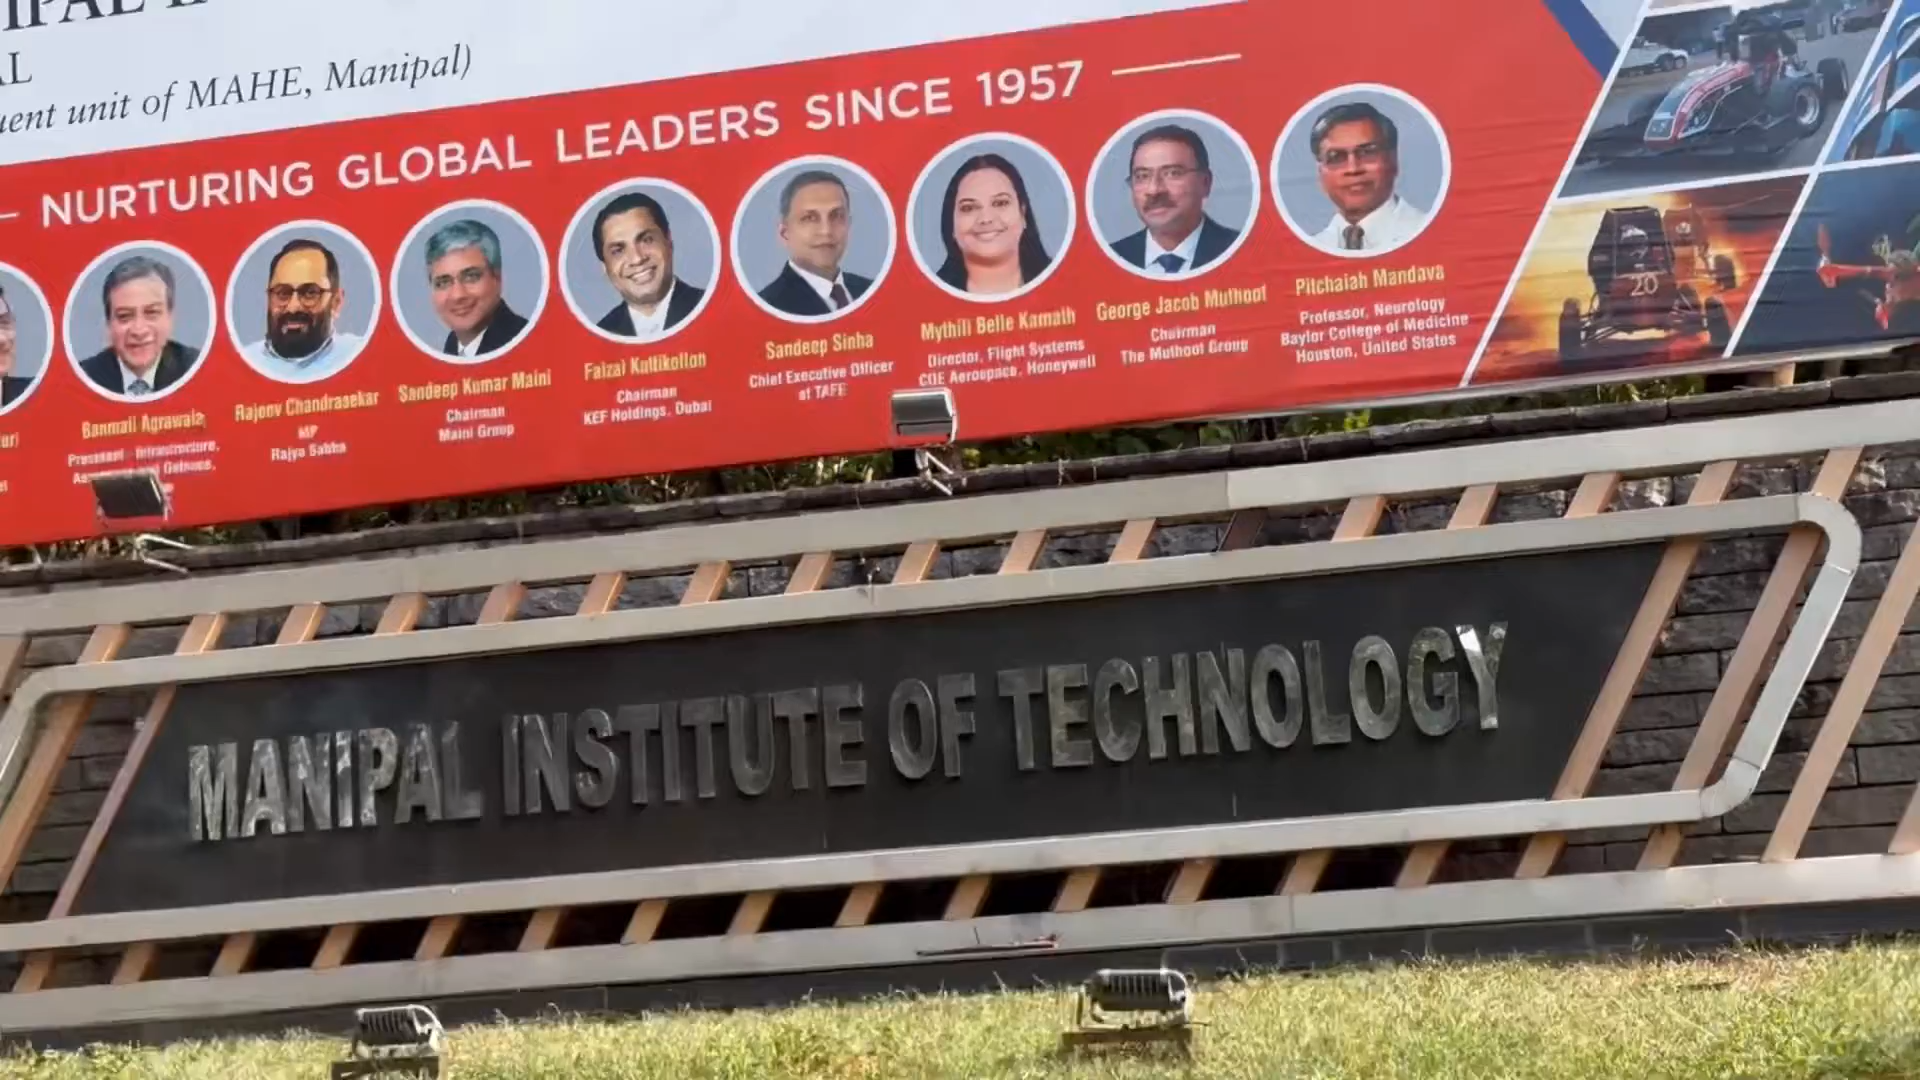 (uent unit of MAHE, Manipal)
NURTURING GLOBAL LEADERS SINCE 1957
Banmali Agrawala,
Rajeev Chandrasekar
MP
Rajya Sabha
Sandeep Kumar Maini
Chairman
Maini Group
Faizal Kuttikollon
Chairman
KEF Holdings, Dubai
Sandeep Sinha
Chief Executive Officer
at TAFE
Mythili Belle Kamath
Director, Flight Systems
COE Aerospace, Honeywell
George Jacob Muthoot
Chairman
The Muthoot Group
Pitchaiah Mandava
Professor, Neurology
Baylor College of Medicine
Houston, United States
20
MANIPAL INSTITUTE OF TECHNOLOGY